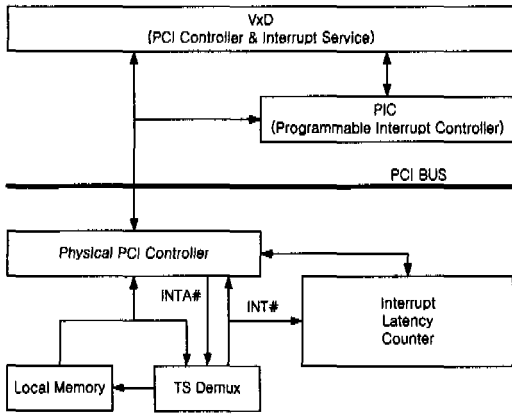 VxD
(PCI Controller & Interrupt Service)
PIC
(Programmable Interrupt Controller)
PCI BUS
Physical PCI Controller
INTA#
INT#
Interrupt
Latency
Counter
Local Memory
TS Demux